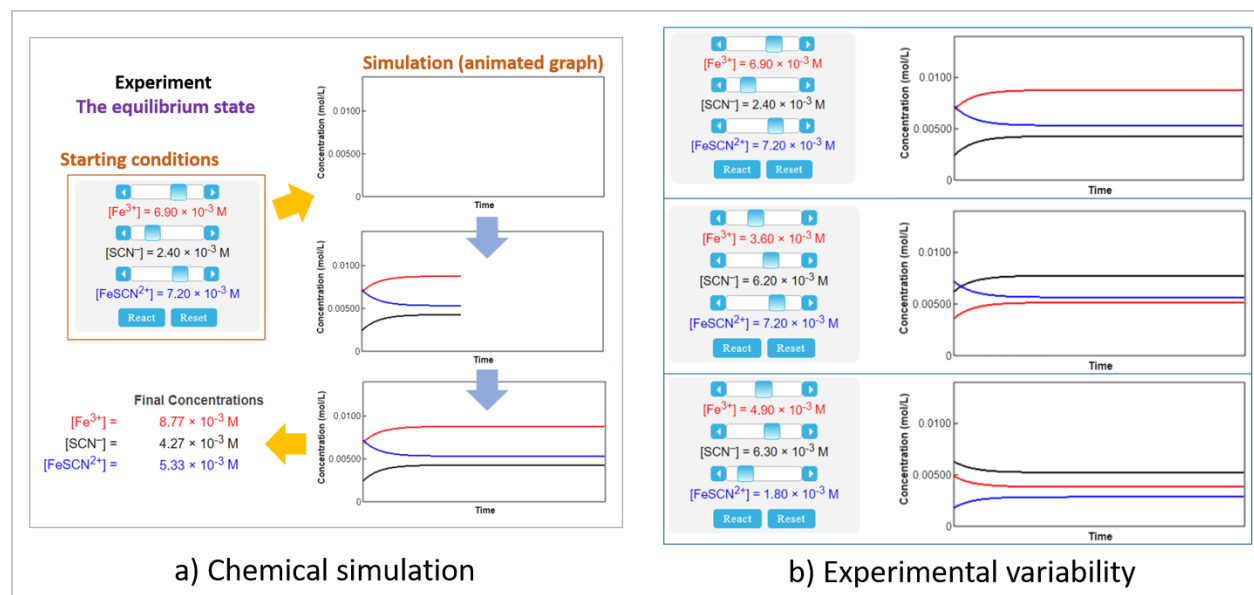 Experiment
The equilibrium state
Starting conditions
[Fe³⁺] = 6.90 × 10⁻³ M
[SCN⁻] = 2.40 × 10⁻³ M
[FeSCN²⁺] = 7.20 × 10⁻³ M
React Reset
Simulation (animated graph)
Concentration (mol/L)
0.0100
0.00500
0
Time
Concentration (mol/L)
0.0100
0.00500
0
Time
Concentration (mol/L)
0.0100
0.00500
0
Time
Final Concentrations
[Fe³⁺] = 8.77 × 10⁻³ M
[SCN⁻] = 4.27 × 10⁻³ M
[FeSCN²⁺] = 5.33 × 10⁻³ M
a) Chemical simulation
[Fe³⁺] = 6.90 × 10⁻³ M
[SCN⁻] = 2.40 × 10⁻³ M
[FeSCN²⁺] = 7.20 × 10⁻³ M
React Reset
Concentration (mol/L)
0.0100
0.00500
0
Time
[Fe³⁺] = 3.60 × 10⁻³ M
[SCN⁻] = 6.20 × 10⁻³ M
[FeSCN²⁺] = 7.20 × 10⁻³ M
React Reset
Concentration (mol/L)
0.0100
0.00500
0
Time
[Fe³⁺] = 4.90 × 10⁻³ M
[SCN⁻] = 6.30 × 10⁻³ M
[FeSCN²⁺] = 1.80 × 10⁻³ M
React Reset
Concentration (mol/L)
0.0100
0.00500
0
Time
b) Experimental variability